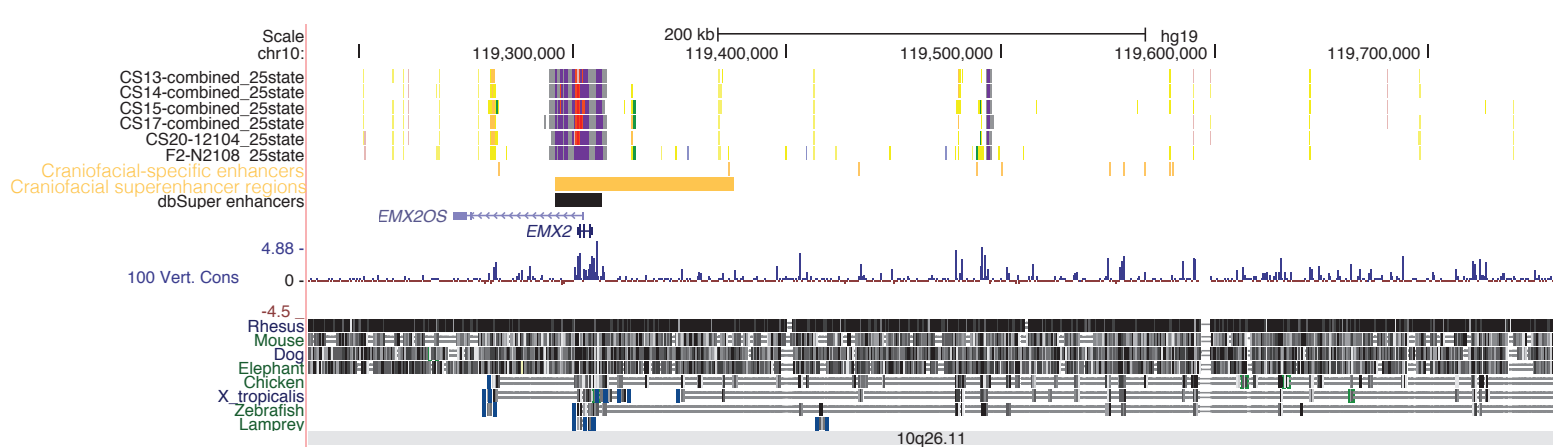 Scale 200 kb hg19
chr10: 119,300,000 119,400,000 119,500,000 119,600,000 119,700,000
CS13-combined_25state
CS14-combined_25state
CS15-combined_25state
CS17-combined_25state
CS20-12104_25state
F2-N2108_25state
Craniofacial-specific enhancers
Craniofacial superenhancer regions
dbSuper enhancers
EMX2OS
EMX2
4.88 -
100 Vert. Cons
0 -
-4.5 _
Rhesus
Mouse
Dog
Elephant
Chicken
X_tropicalis
Zebrafish
Lamprey
10q26.11